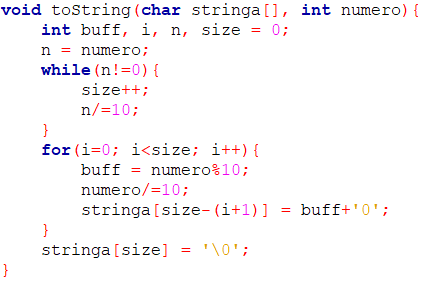 void toString(char stringa[], int numero){
    int buff, i, n, size = 0;
    n = numero;
    while(n!=0){
        size++;
        n/=10;
    }
    for(i=0; i<size; i++){
        buff = numero%10;
        numero/=10;
        stringa[size-(i+1)] = buff+'0';
    }
    stringa[size] = '\0';
}